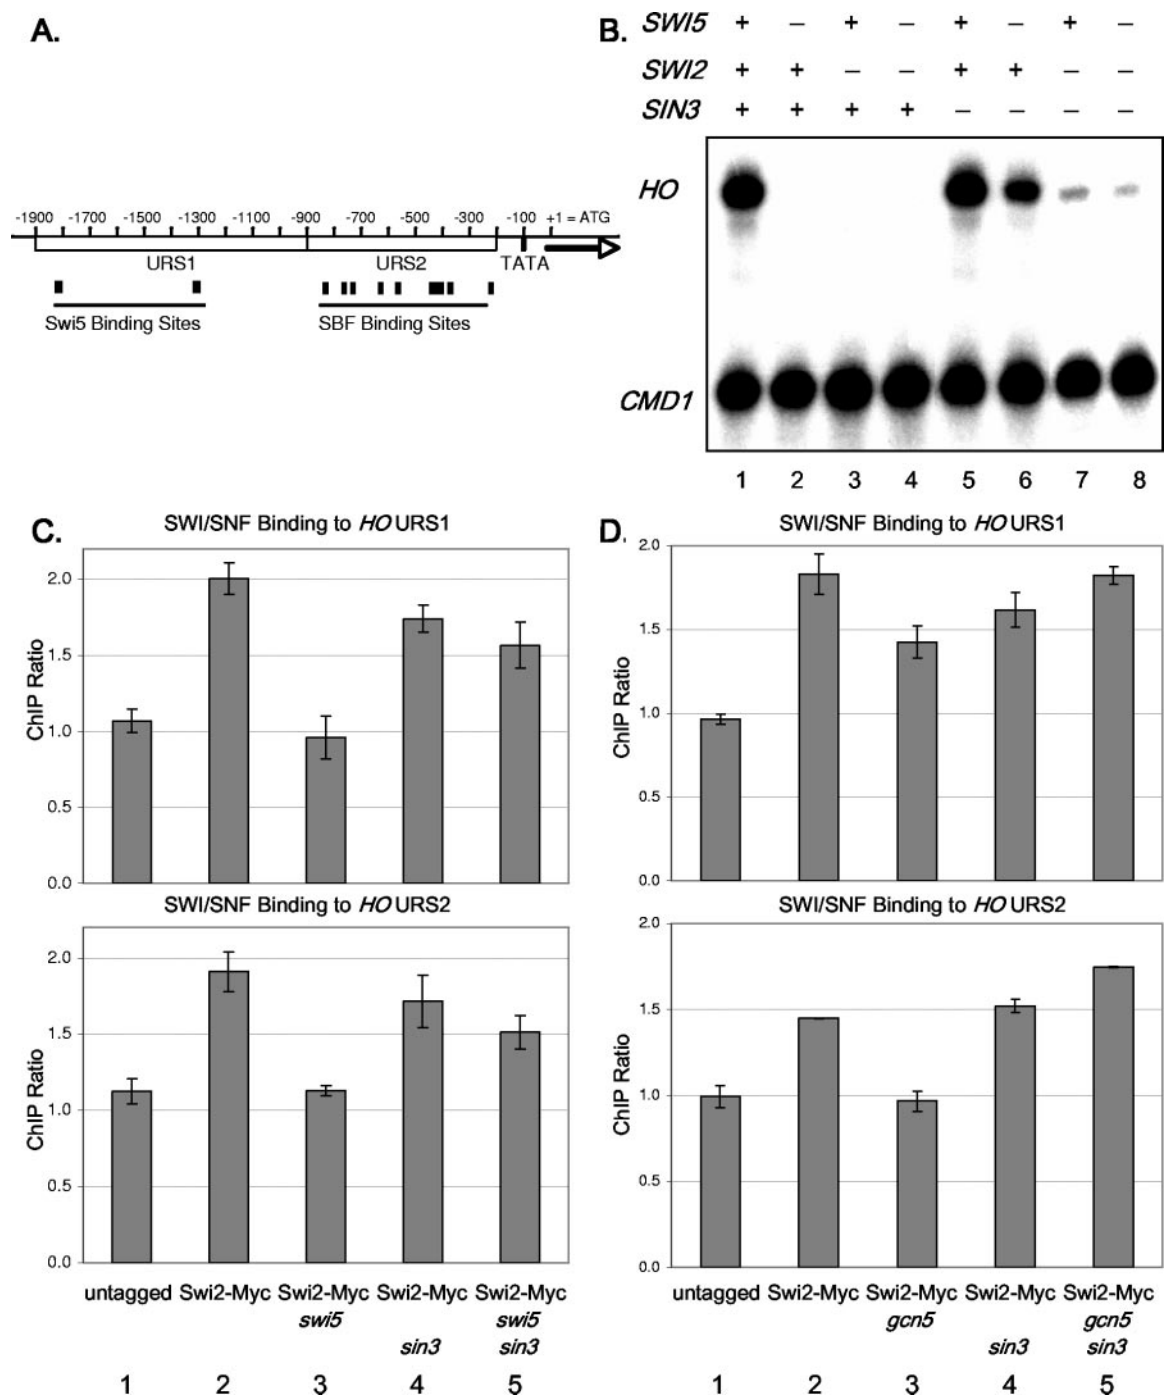 A.
-1900 -1700 -1500 -1300 -1100 -900 -700 -500 -300 -100 +1 = ATG
URS1 URS2 TATA
Swi5 Binding Sites SBF Binding Sites
B.
SWI5 + – + – + – + –
SWI2 + + – – + + – –
SIN3 + + + + – – – –
HO
CMD1
1 2 3 4 5 6 7 8
C.
SWI/SNF Binding to HO URS1
ChIP Ratio
2.0
1.5
1.0
0.5
0.0
SWI/SNF Binding to HO URS2
ChIP Ratio
2.0
1.5
1.0
0.5
0.0
untagged Swi2-Myc Swi2-Myc Swi2-Myc Swi2-Myc
swi5 swi5
sin3 sin3
1 2 3 4 5
D.
SWI/SNF Binding to HO URS1
ChIP Ratio
2.0
1.5
1.0
0.5
0.0
SWI/SNF Binding to HO URS2
ChIP Ratio
2.0
1.5
1.0
0.5
0.0
untagged Swi2-Myc Swi2-Myc Swi2-Myc Swi2-Myc
gcn5 gcn5
sin3 sin3
1 2 3 4 5